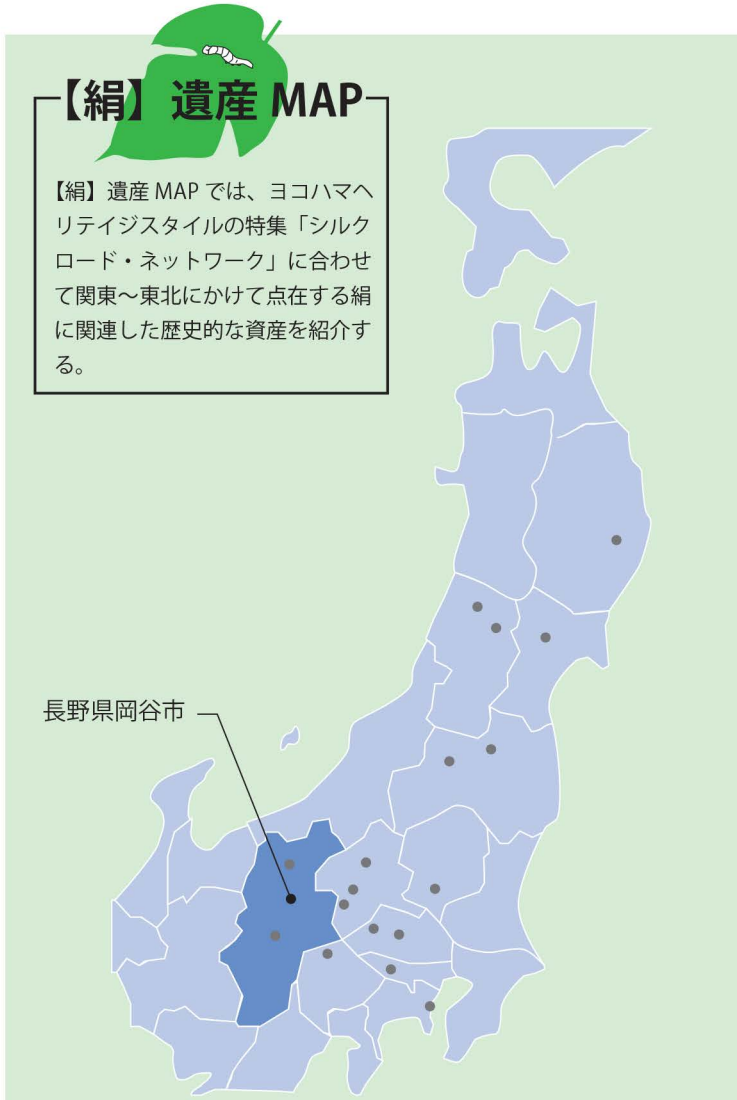 【絹】遺産 MAP
【絹】遺産 MAP では、ヨコハマヘ
リテイジスタイルの特集「シルク
ロード・ネットワーク」に合わせ
て関東～東北にかけて点在する絹
に関連した歴史的な資産を紹介す
る。
長野県岡谷市